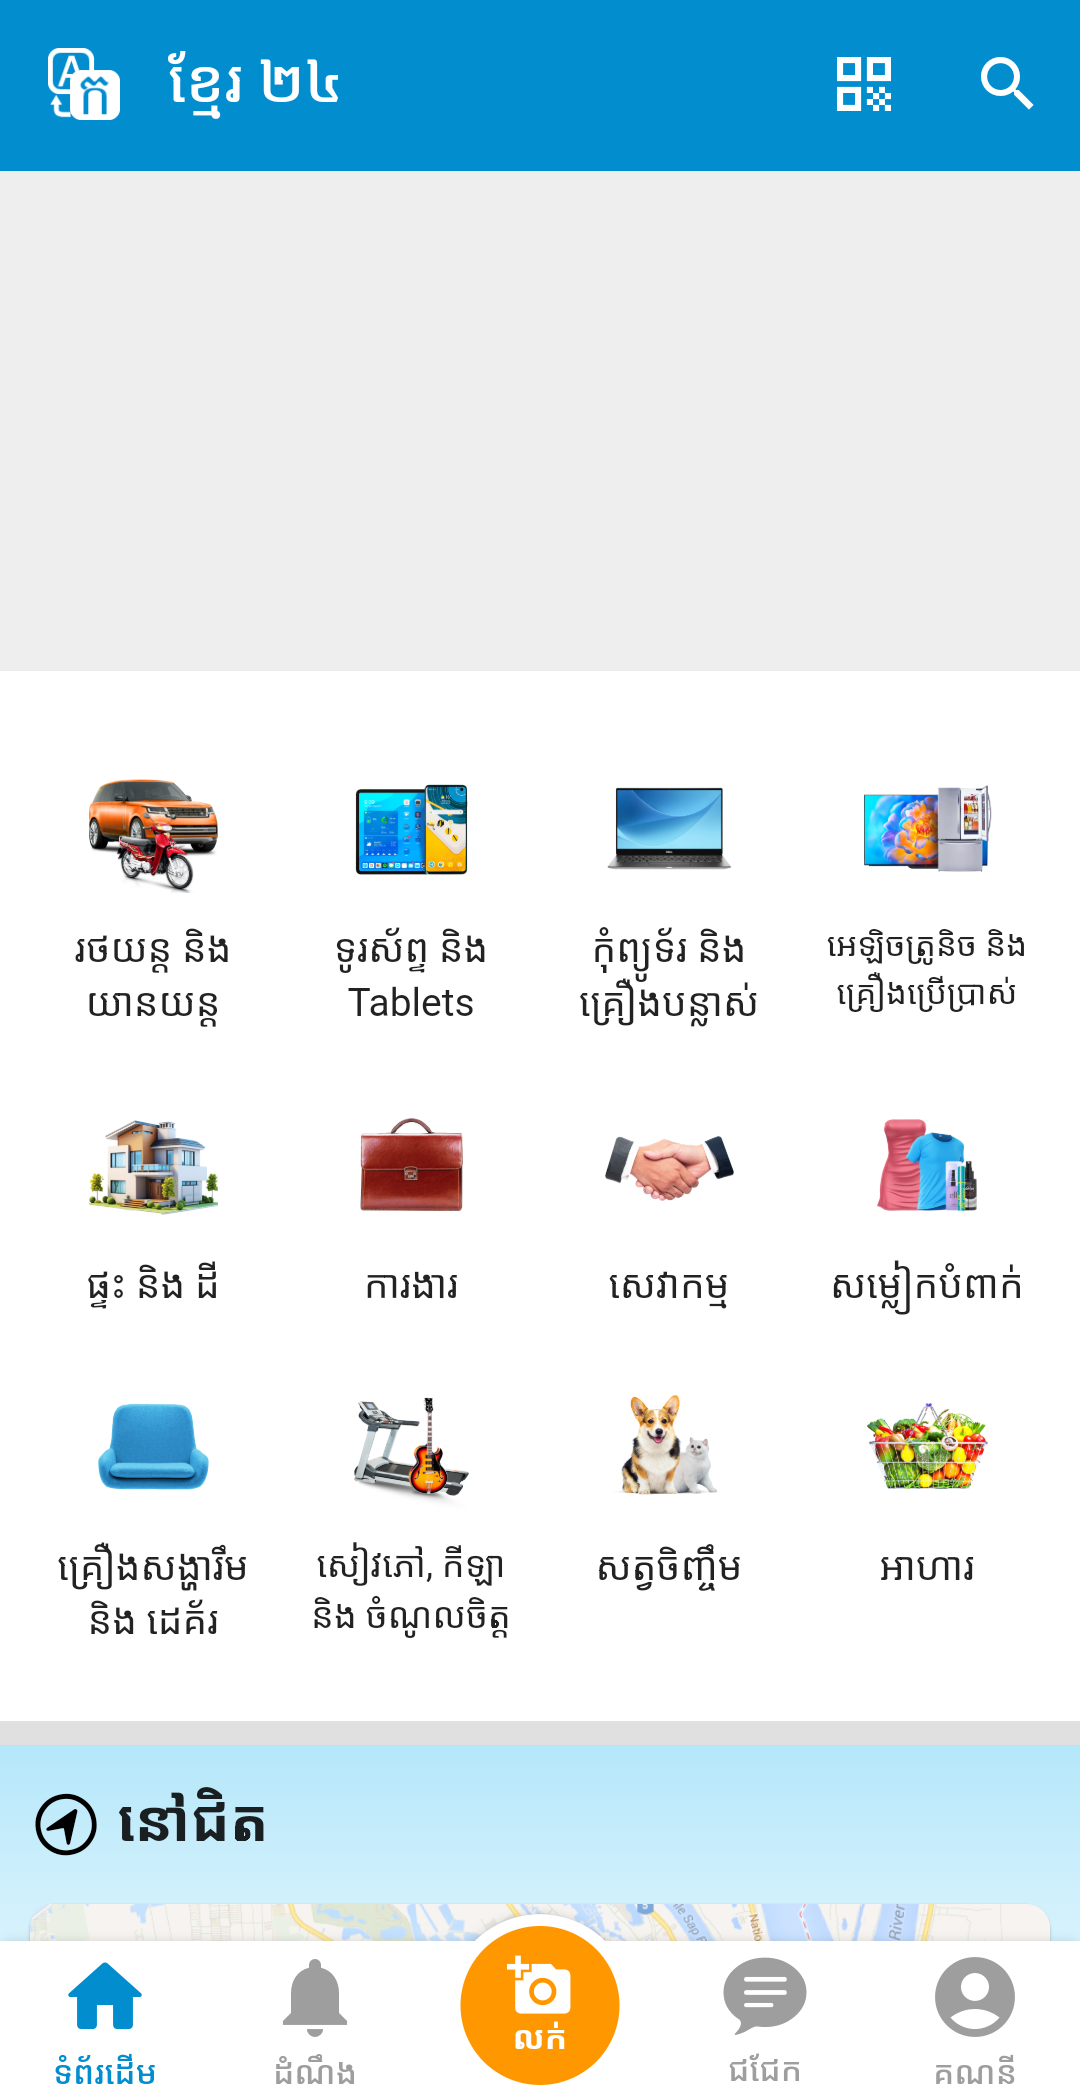 ខ្មែរ ២៤
រថយន្ត និង
យានយន្ត
ទូរស័ព្ទ និង
Tablets
កុំព្យូទ័រ និង
គ្រឿងបន្លាស់
អេឡិចត្រូនិច និង
គ្រឿងប្រើប្រាស់
ផ្ទះ និង ដី
ការងារ
សេវាកម្ម
សម្លៀកបំពាក់
គ្រឿងសង្ហារឹម
និង ដេគ័រ
សៀវភៅ, កីឡា
និង ចំណូលចិត្ត
សត្វចិញ្ចឹម
អាហារ
នៅជិត
River
លក់
ទំព័រដើម
ដំណឹង
ជជែក
គណនី